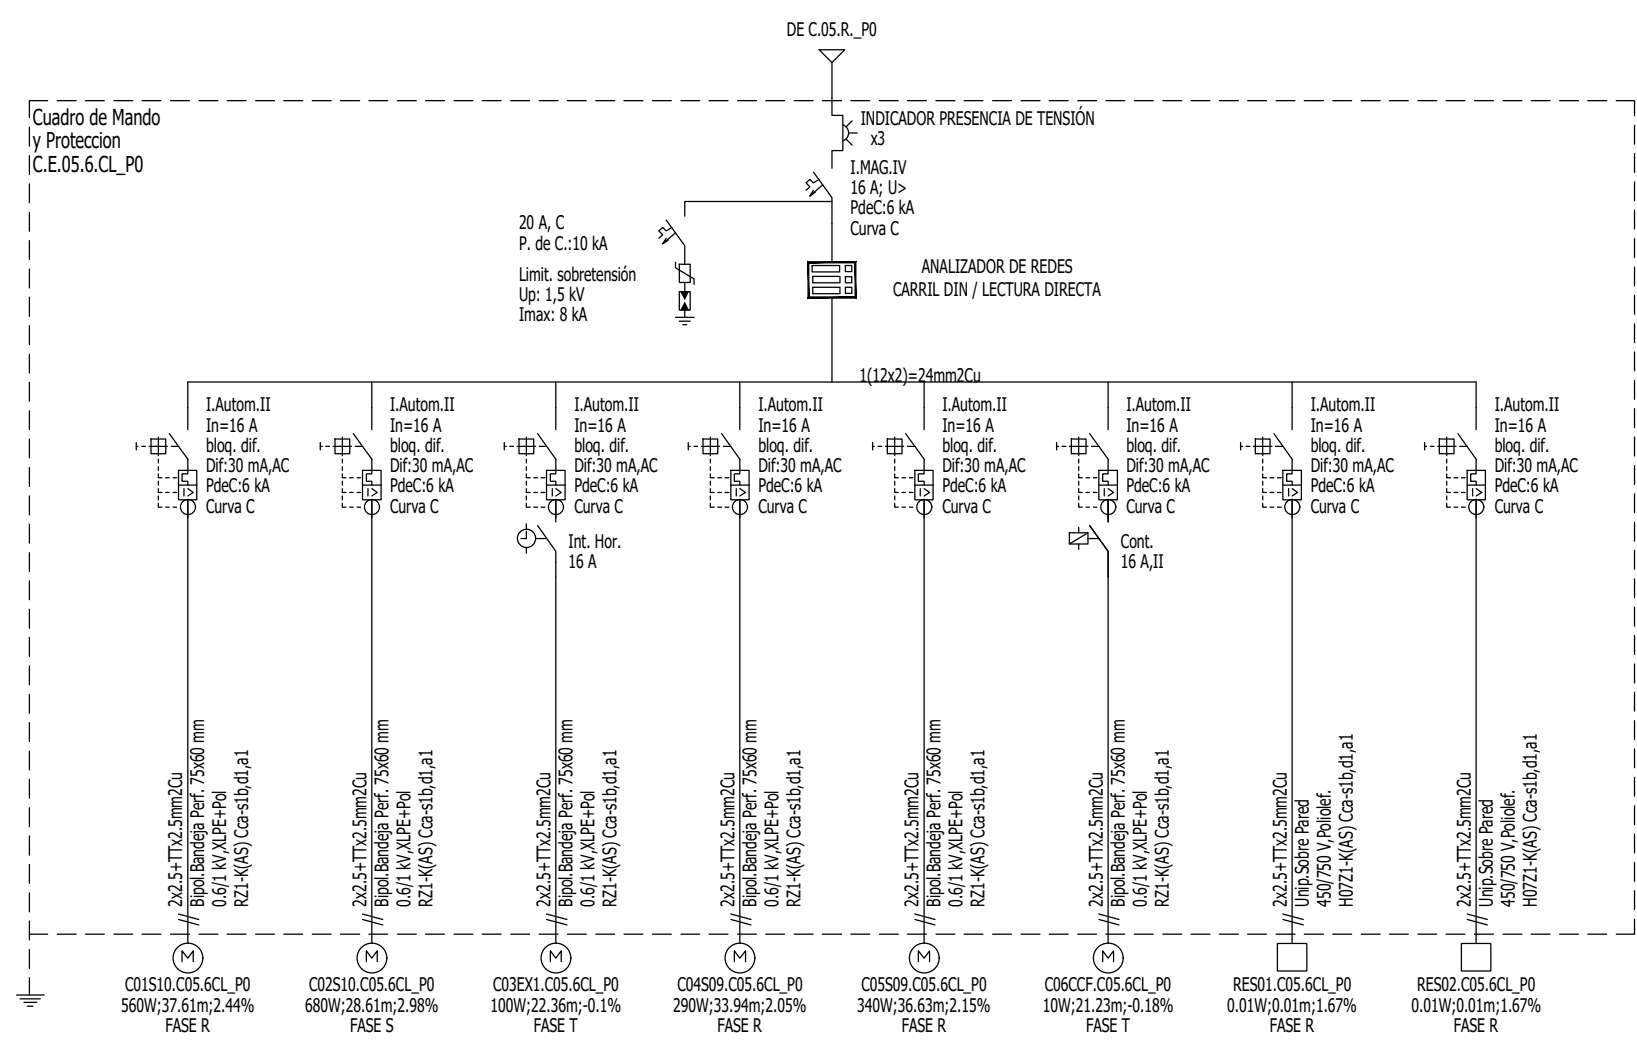 DE C.05.R._P0
Cuadro de Mando
y Proteccion
C.E.05.6.CL_P0
INDICADOR PRESENCIA DE TENSIÓN
x3
I.MAG.IV
16 A; U>
PdeC:6 kA
Curva C
20 A, C
P. de C.:10 kA
Limit. sobretensión
Up: 1,5 kV
Imax: 8 kA
ANALIZADOR DE REDES
CARRIL DIN / LECTURA DIRECTA
1(12x2)=24mm2Cu
I.Autom.II
In=16 A
bloq. dif.
Dif:30 mA,AC
PdeC:6 kA
Curva C
I.Autom.II
In=16 A
bloq. dif.
Dif:30 mA,AC
PdeC:6 kA
Curva C
I.Autom.II
In=16 A
bloq. dif.
Dif:30 mA,AC
PdeC:6 kA
Curva C
Int. Hor.
16 A
I.Autom.II
In=16 A
bloq. dif.
Dif:30 mA,AC
PdeC:6 kA
Curva C
I.Autom.II
In=16 A
bloq. dif.
Dif:30 mA,AC
PdeC:6 kA
Curva C
I.Autom.II
In=16 A
bloq. dif.
Dif:30 mA,AC
PdeC:6 kA
Curva C
Cont.
16 A,II
I.Autom.II
In=16 A
bloq. dif.
Dif:30 mA,AC
PdeC:6 kA
Curva C
I.Autom.II
In=16 A
bloq. dif.
Dif:30 mA,AC
PdeC:6 kA
Curva C
2x2.5+TTx2.5mm2Cu
Bipol.Bandeja Perf. 75x60 mm
0.6/1 kV,XLPE+Pol
RZ1-K(AS) Cca-s1b,d1,a1
2x2.5+TTx2.5mm2Cu
Bipol.Bandeja Perf. 75x60 mm
0.6/1 kV,XLPE+Pol
RZ1-K(AS) Cca-s1b,d1,a1
2x2.5+TTx2.5mm2Cu
Bipol.Bandeja Perf. 75x60 mm
0.6/1 kV,XLPE+Pol
RZ1-K(AS) Cca-s1b,d1,a1
2x2.5+TTx2.5mm2Cu
Bipol.Bandeja Perf. 75x60 mm
0.6/1 kV,XLPE+Pol
RZ1-K(AS) Cca-s1b,d1,a1
2x2.5+TTx2.5mm2Cu
Bipol.Bandeja Perf. 75x60 mm
0.6/1 kV,XLPE+Pol
RZ1-K(AS) Cca-s1b,d1,a1
2x2.5+TTx2.5mm2Cu
Bipol.Bandeja Perf. 75x60 mm
0.6/1 kV,XLPE+Pol
RZ1-K(AS) Cca-s1b,d1,a1
2x2.5+TTx2.5mm2Cu
Unip.Sobre Pared
450/750 V,Poliolef.
H07Z1-K(AS) Cca-s1b,d1,a1
2x2.5+TTx2.5mm2Cu
Unip.Sobre Pared
450/750 V,Poliolef.
H07Z1-K(AS) Cca-s1b,d1,a1
M
C01S10.C05.6CL_P0
560W;37.61m;2.44%
FASE R
M
C02S10.C05.6CL_P0
680W;28.61m;2.98%
FASE S
M
C03EX1.C05.6CL_P0
100W;22.36m;-0.1%
FASE T
M
C04S09.C05.6CL_P0
290W;33.94m;2.05%
FASE R
M
C05S09.C05.6CL_P0
340W;36.63m;2.15%
FASE R
M
C06CCF.C05.6CL_P0
10W;21.23m;-0.18%
FASE T
RES01.C05.6CL_P0
0.01W;0.01m;1.67%
FASE R
RES02.C05.6CL_P0
0.01W;0.01m;1.67%
FASE R